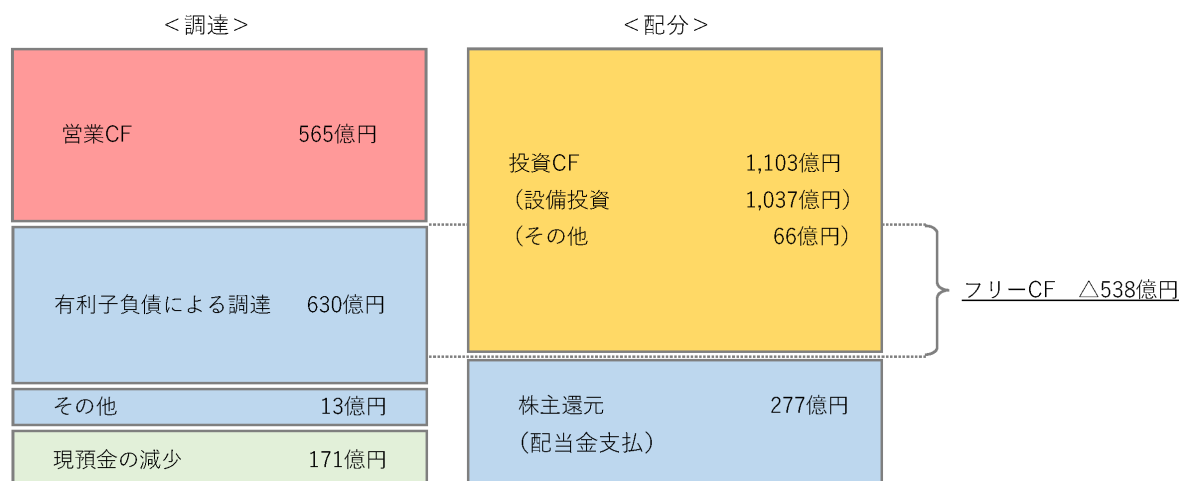 ＜調達＞
営業CF 565億円
有利子負債による調達 630億円
その他 13億円
現預金の減少 171億円
＜配分＞
投資CF 1,103億円
（設備投資 1,037億円）
（その他 66億円）
株主還元 277億円
（配当金支払）
フリーCF △538億円